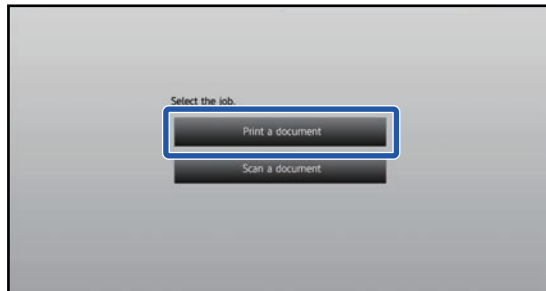 Select the job.
Print a document
Scan a document